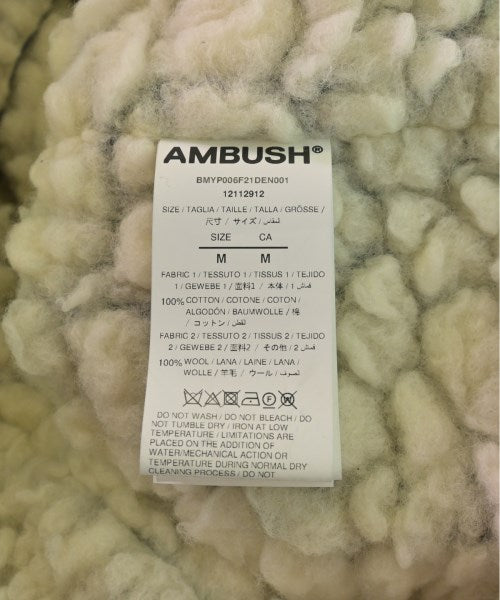 AMBUSH®
BMYP006F21DEN001
12112912
SIZE / TAGLIA / TAILLE / TALLA / GRÖSSE /
尺寸 / サイズ / المقاس
SIZE CA
M M
FABRIC 1 / TESSUTO 1 / TISSUS 1 / TEJIDO
1 / GEWEBE 1 / 面料1 / 本体 / قماش 1
100% COTTON / COTONE / COTON /
ALGODÓN / BAUMWOLLE / 棉
/ コットン / القطن
FABRIC 2 / TESSUTO 2 / TISSUS 2 / TEJIDO
2 / GEWEBE 2 / 面料2 / その他 / قماش 2
100% WOOL / LANA / LAINE / LANA /
WOLLE / 羊毛 / ウール / الصوف
DO NOT WASH / DO NOT BLEACH / DO
NOT TUMBLE DRY / IRON AT LOW
TEMPERATURE / LIMITATIONS ARE
PLACED ON THE ADDITION OF
WATER/MECHANICAL ACTION OR
TEMPERATURE DURING NORMAL DRY
CLEANING PROCESS / DO NOT